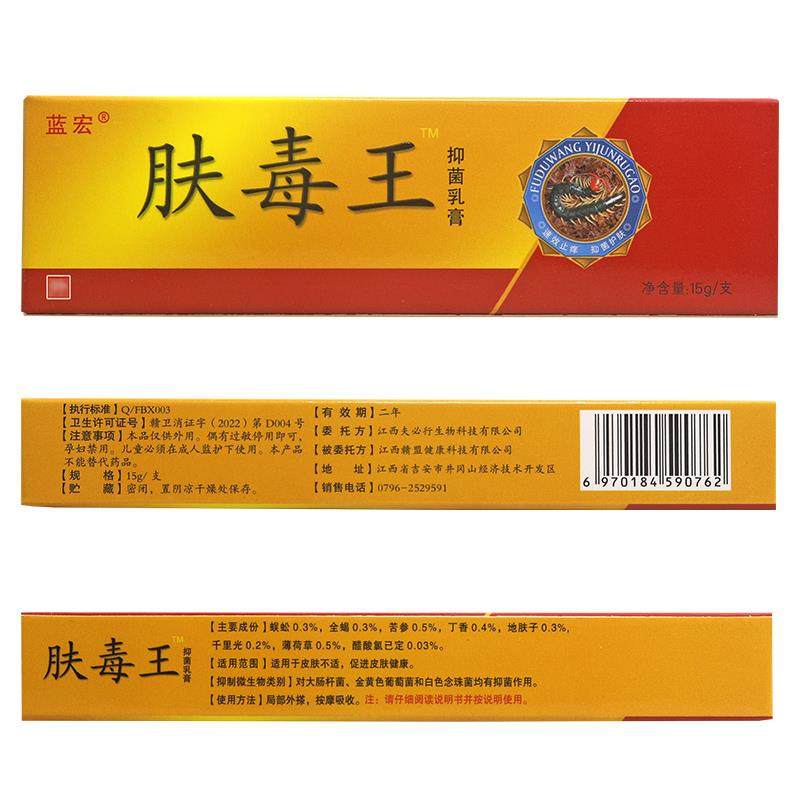 蓝宏®
肤毒王™
抑菌乳膏
FUDUWANG YIJUNRUGAO
速效止痒 抑菌护肤
净含量:15g/支
【执行标准】Q/FBX003
【卫生许可证号】赣卫消证字（2022）第D004号
【注意事项】本品仅供外用。偶有过敏停用即可，
孕妇禁用。儿童必须在成人监护下使用。本产品
不能替代药品。
【规 格】15g/支
【贮 藏】密闭，置阴凉干燥处保存。
【有效期】二年
【委托方】江西夫必行生物科技有限公司
【被委托方】江西赣盟健康科技有限公司
【地 址】江西省吉安市井冈山经济技术开发区
【销售电话】0796-2529591
6 970184 590762
肤毒王™
抑菌乳膏
【主要成份】蜈蚣0.3%，全蝎0.3%，苦参0.5%，丁香0.4%，地肤子0.3%，
千里光0.2%，薄荷草0.5%，醋酸氯已定0.03%。
【适用范围】适用于皮肤不适，促进皮肤健康。
【抑制微生物类别】对大肠杆菌、金黄色葡萄菌和白色念珠菌均有抑菌作用。
【使用方法】局部外搽，按摩吸收。注：请仔细阅读说明书并按说明使用。